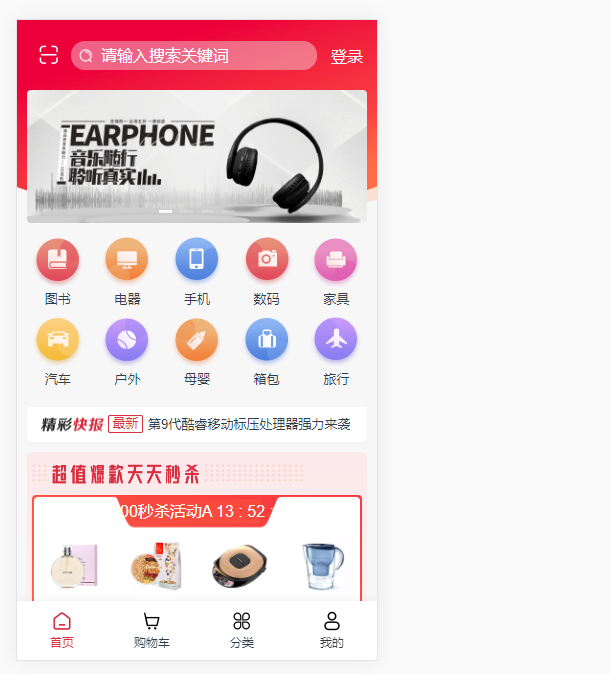 请输入搜索关键词
登录
EARPHONE
音乐随行
聆听真实
图书
电器
手机
数码
家具
汽车
户外
母婴
箱包
旅行
精彩快报
最新
第9代酷睿移动标压处理器强力来袭
超值爆款天天秒杀
00秒杀活动A 13 : 52
首页
购物车
分类
我的